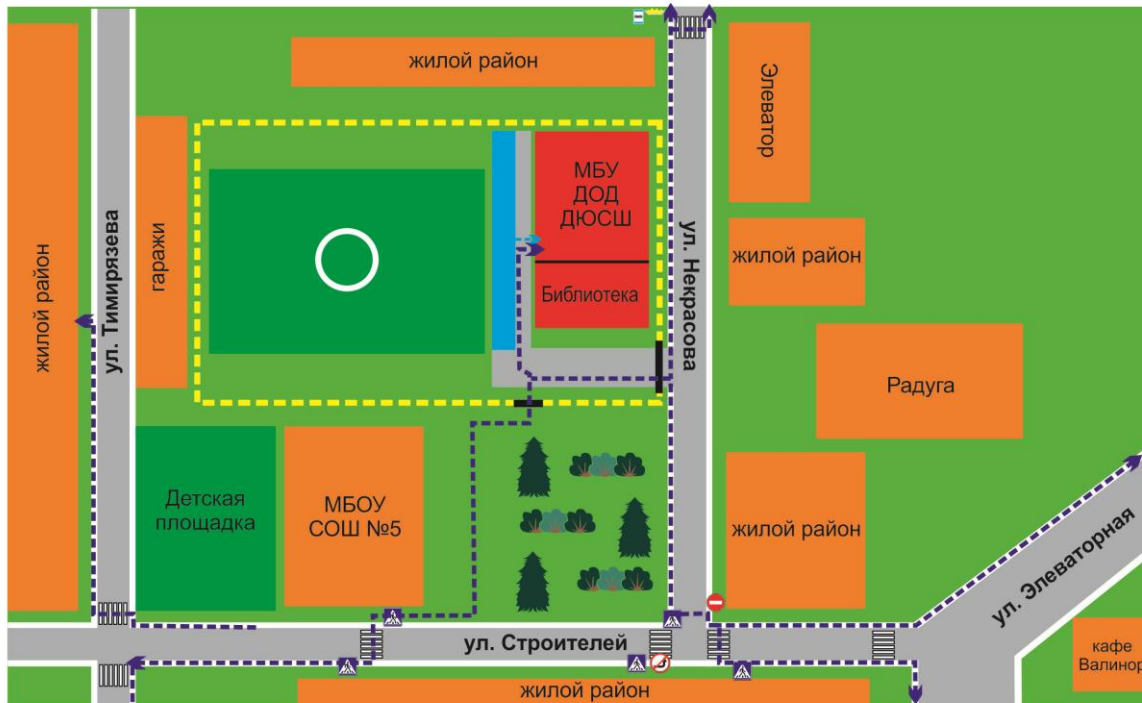 жилой район
Элеватор
МБУ
ДОД
ДЮСШ
жилой район
ул. Тимирязева
гаражи
ул. Некрасова
жилой район
Библиотека
Радуга
Детская
площадка
МБОУ
СОШ №5
жилой район
ул. Элеваторная
ул. Строителей
кафе
Валинор
жилой район